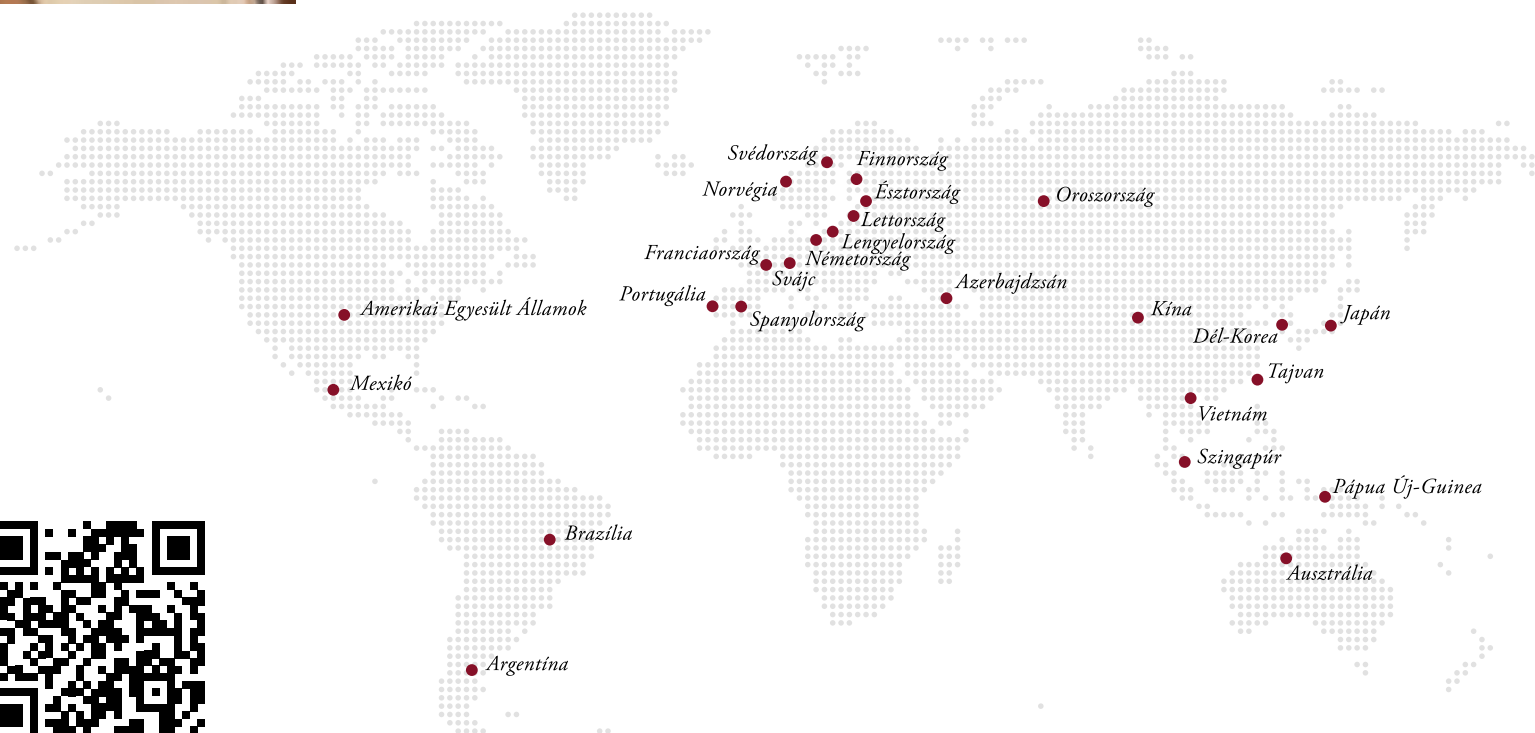 Svédország
Finnország
Norvégia
Észtország
Oroszország
Lettország
Lengyelország
Franciaország
Németország
Svájc
Azerbajdzsán
Portugália
Spanyolország
Amerikai Egyesült Államok
Kína
Japán
Dél-Korea
Tajvan
Mexikó
Vietnám
Szingapúr
Pápua Új-Guinea
Brazília
Ausztrália
Argentína